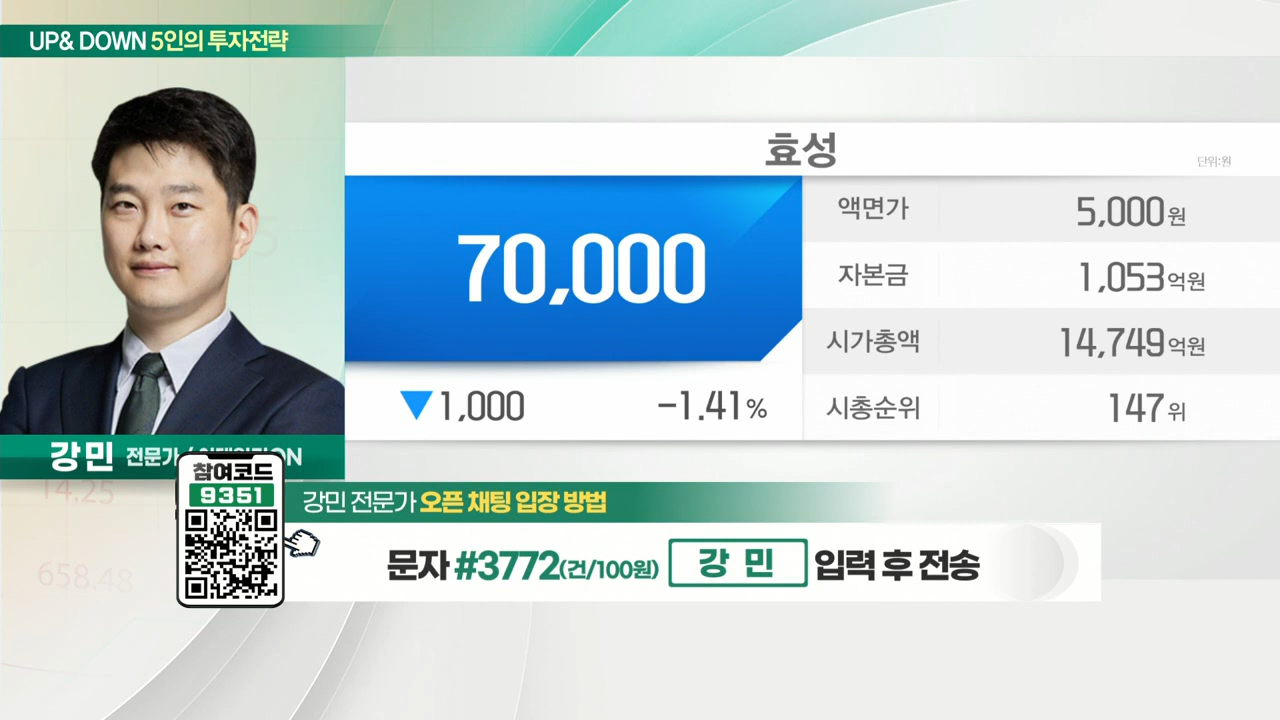 UP& DOWN 5인의 투자전략
효성
단위:원
70,000
▼1,000 -1.41%
액면가 5,000원
자본금 1,053억원
시가총액 14,749억원
시총순위 147위
강민 전문가 / ON
참여코드
9351
14.25
658.48
강민 전문가 오픈 채팅 입장 방법
문자 #3772(건/100원) 강 민 입력 후 전송